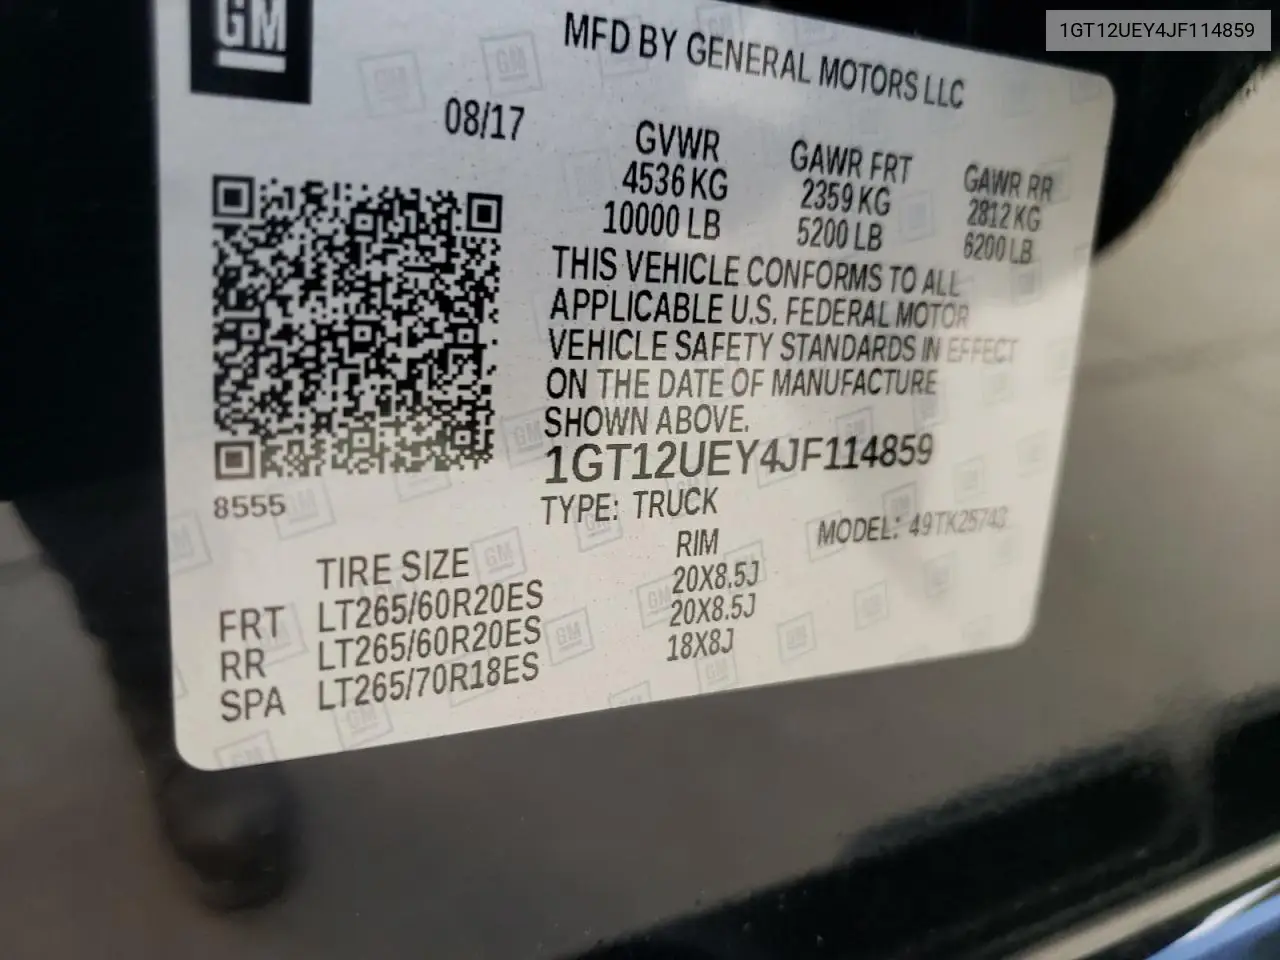 1GT12UEY4JF114859
GM
MFD BY GENERAL MOTORS LLC
08/17
GVWR GAWR FRT GAWR RR
4536 KG 2359 KG 2812 KG
10000 LB 5200 LB 6200 LB
THIS VEHICLE CONFORMS TO ALL
APPLICABLE U.S. FEDERAL MOTOR
VEHICLE SAFETY STANDARDS IN EFFECT
ON THE DATE OF MANUFACTURE
SHOWN ABOVE.
1GT12UEY4JF114859
8555
TYPE: TRUCK
MODEL: 49TK25743
TIRE SIZE RIM
FRT LT265/60R20ES 20X8.5J
RR LT265/60R20ES 20X8.5J
SPA LT265/70R18ES 18X8J